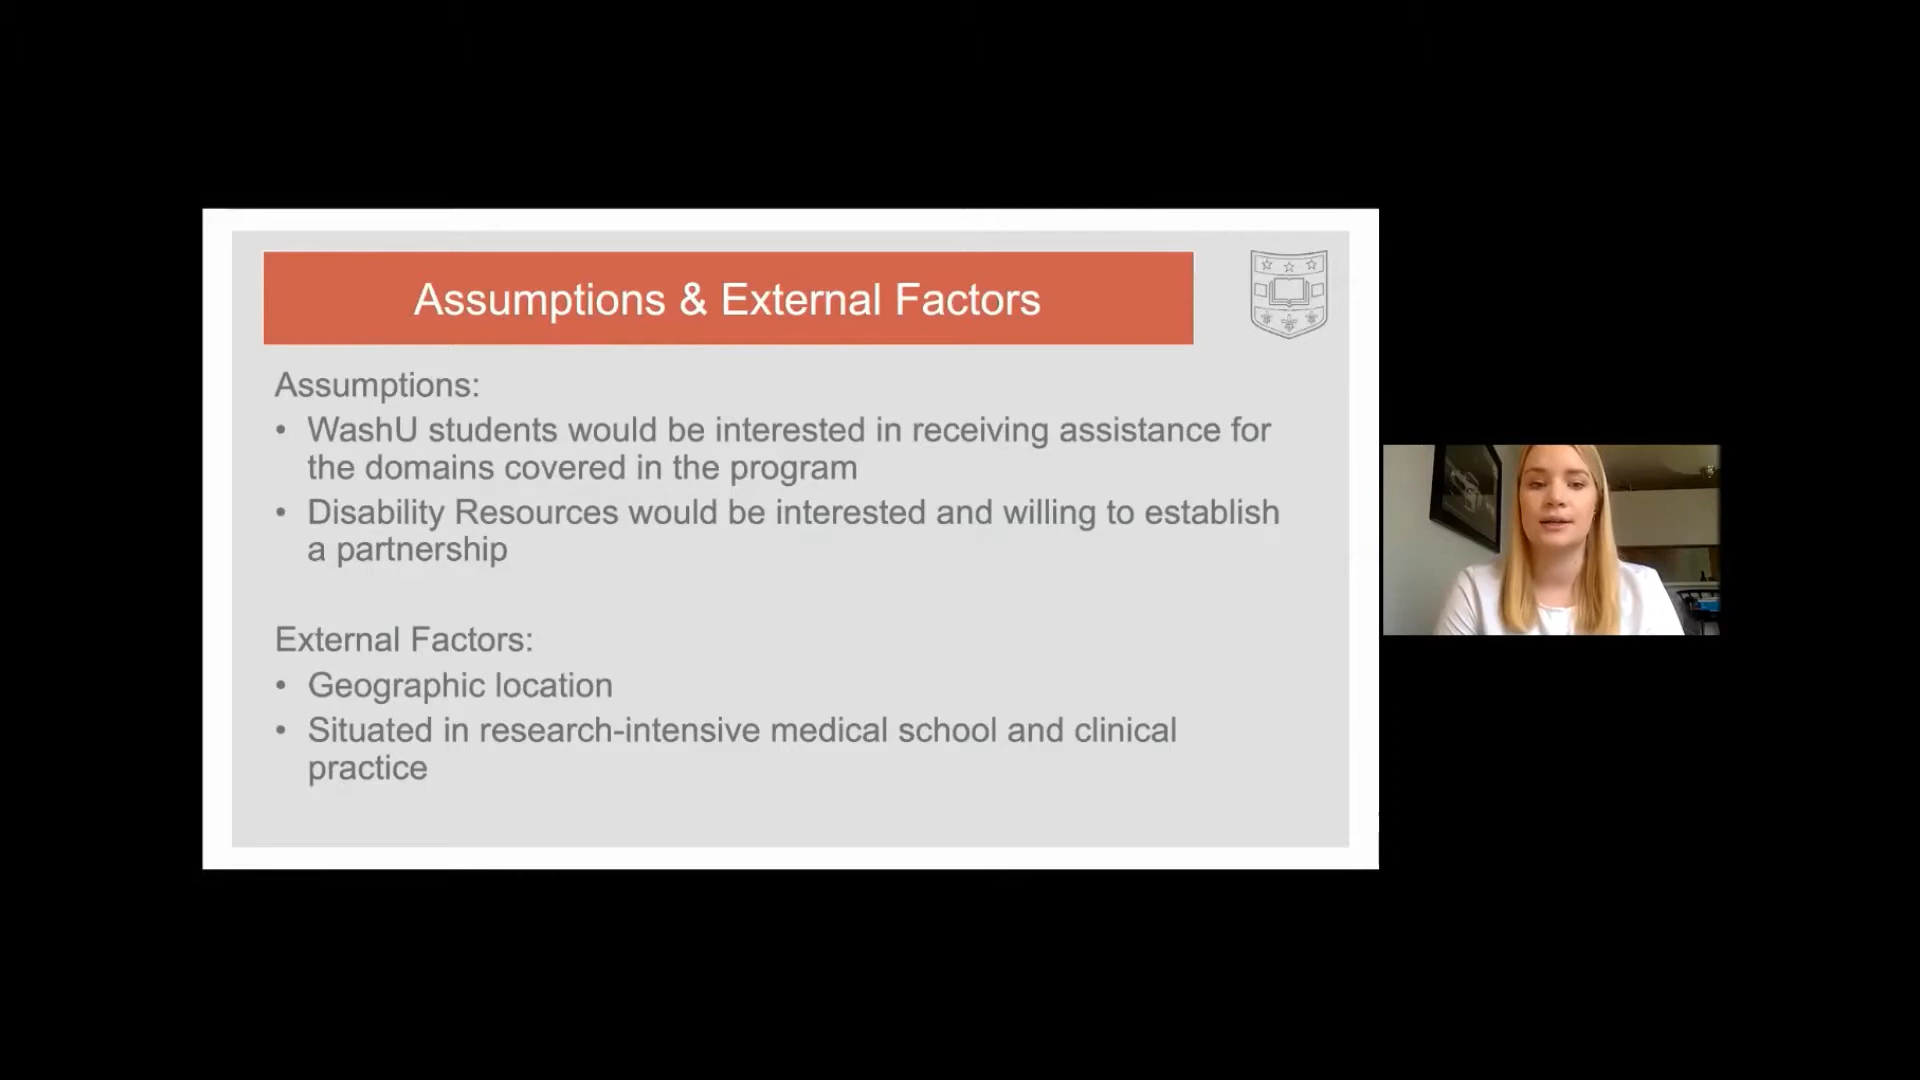 Assumptions & External Factors
Assumptions:
• WashU students would be interested in receiving assistance for
the domains covered in the program
• Disability Resources would be interested and willing to establish
a partnership
External Factors:
• Geographic location
• Situated in research-intensive medical school and clinical
practice